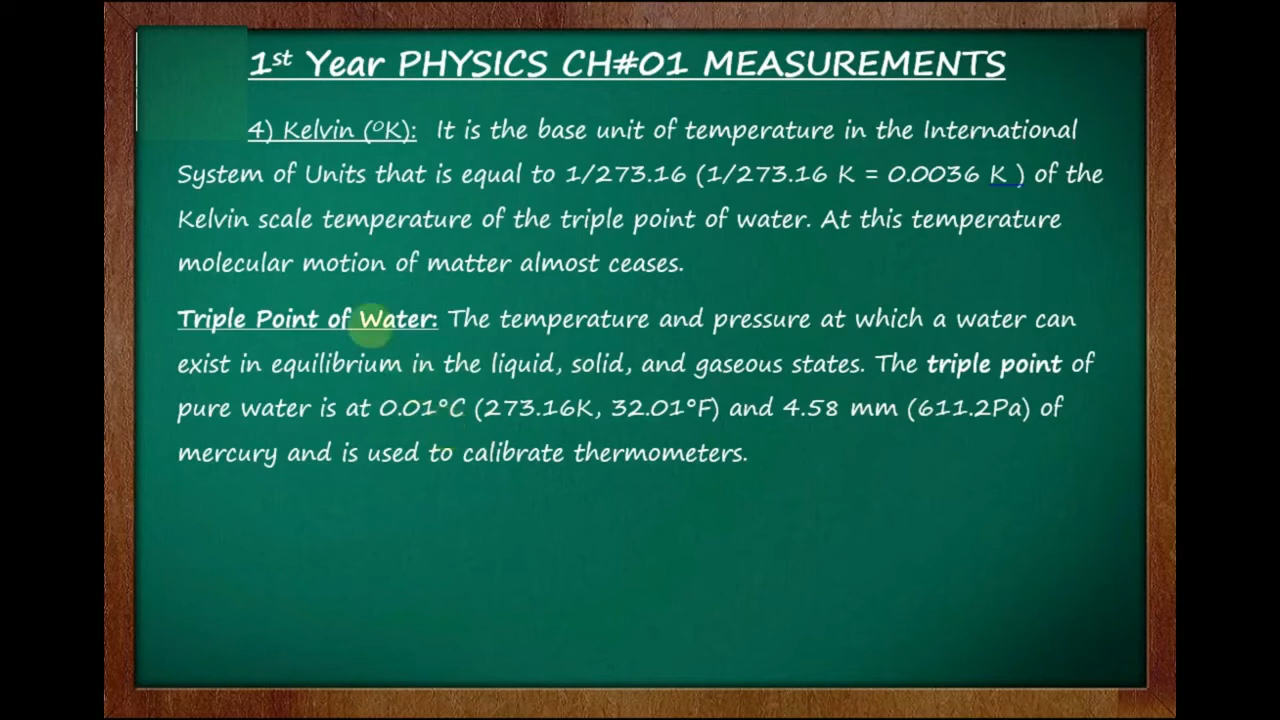 1st Year PHYSICS CH#01 MEASUREMENTS
4) Kelvin (°K): It is the base unit of temperature in the International
System of Units that is equal to 1/273.16 (1/273.16 K = 0.0036 K ) of the
Kelvin scale temperature of the triple point of water. At this temperature
molecular motion of matter almost ceases.
Triple Point of Water: The temperature and pressure at which a water can
exist in equilibrium in the liquid, solid, and gaseous states. The triple point of
pure water is at 0.01°C (273.16K, 32.01°F) and 4.58 mm (611.2Pa) of
mercury and is used to calibrate thermometers.